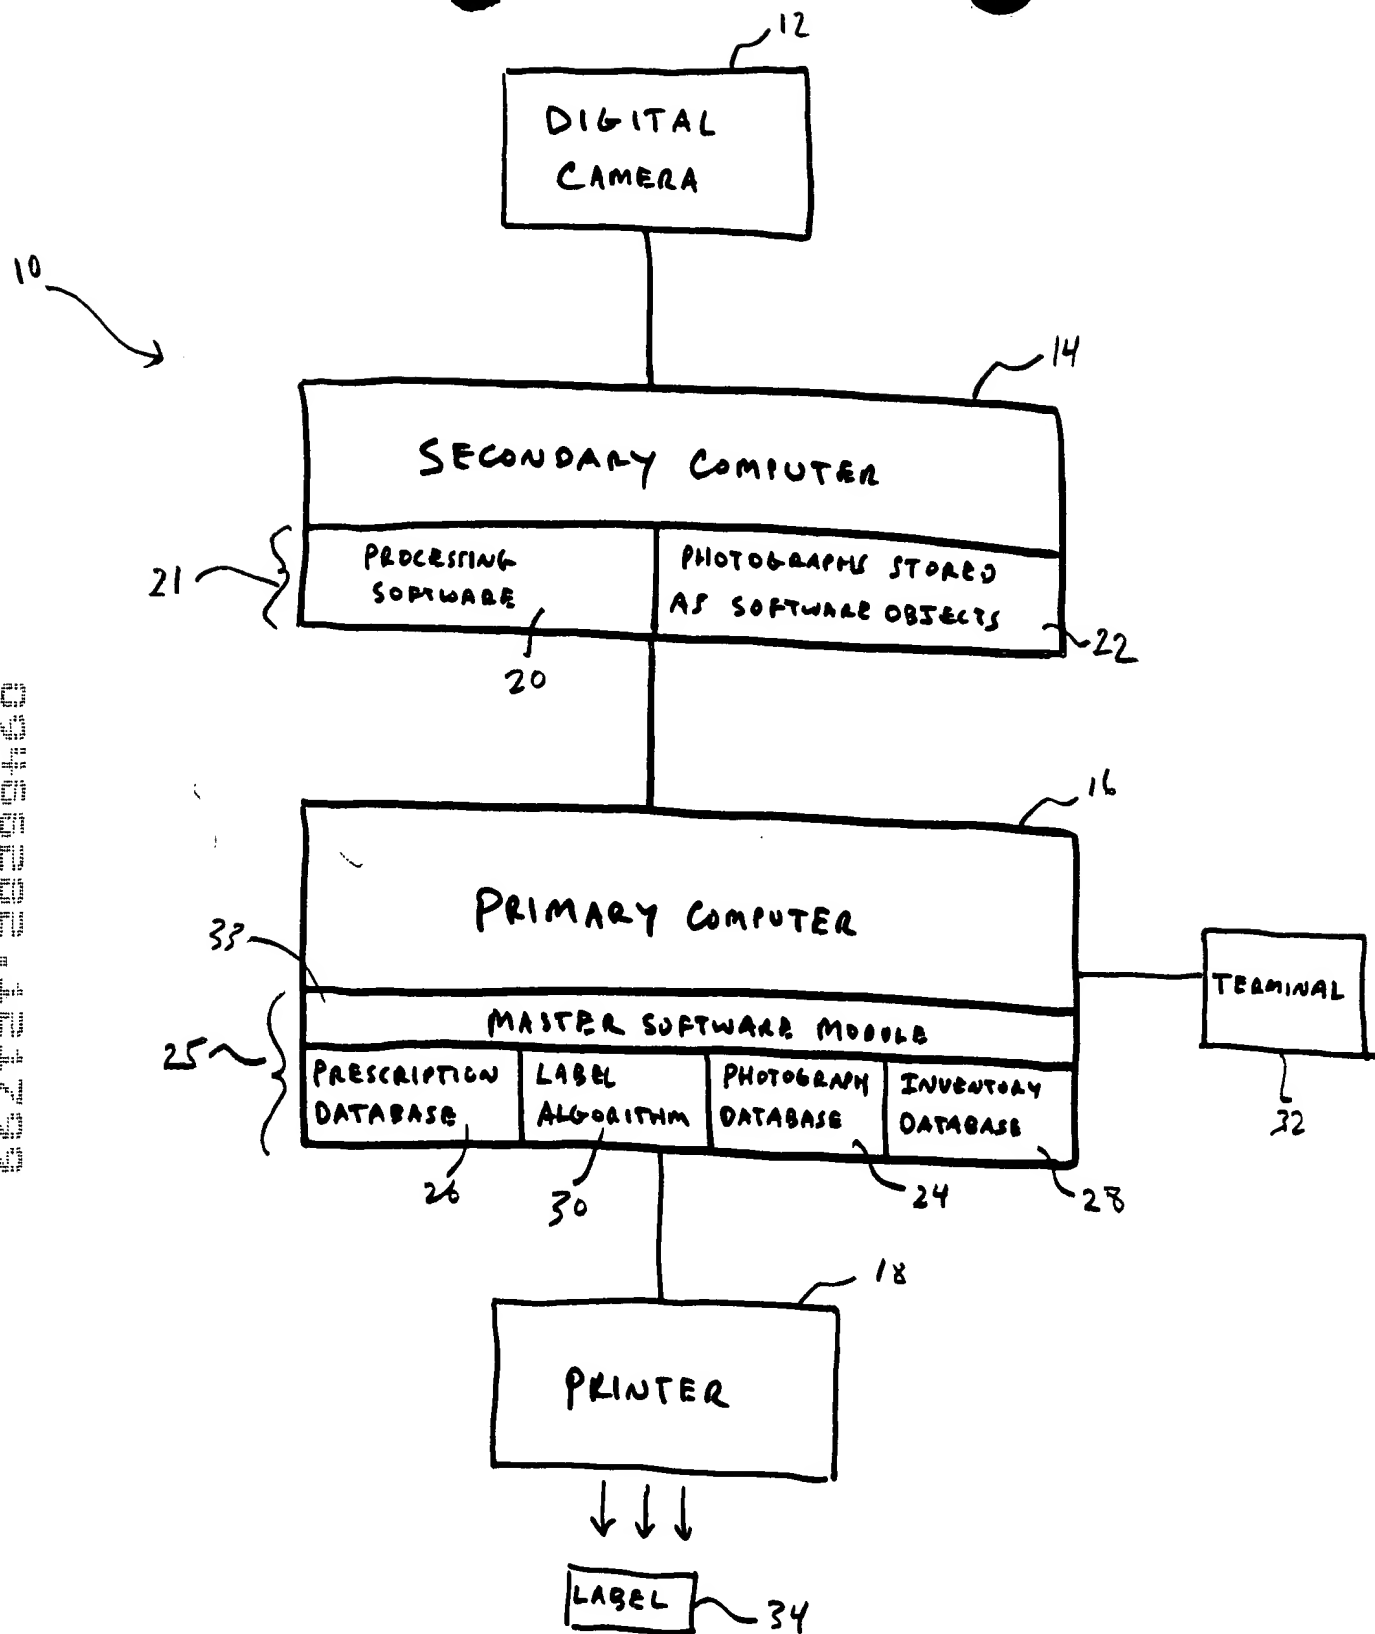 12
DIGITAL
CAMERA
10
14
SECONDARY COMPUTER
21
PROCESSING
SOFTWARE
20
PHOTOGRAPHS STORED
AS SOFTWARE OBJECTS
22
16
PRIMARY COMPUTER
33
MASTER SOFTWARE MODULE
25
PRESCRIPTION
DATABASE
26
LABEL
ALGORITHM
30
PHOTOGRAPH
DATABASE
24
INVENTORY
DATABASE
28
TERMINAL
32
18
PRINTER
LABEL
34